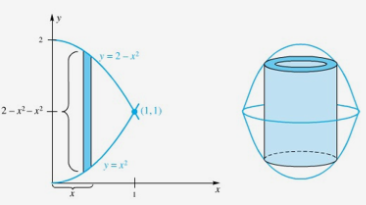 y
2
y = 2 − x²
2 − x² − x²
(1, 1)
y = x²
x
x
1